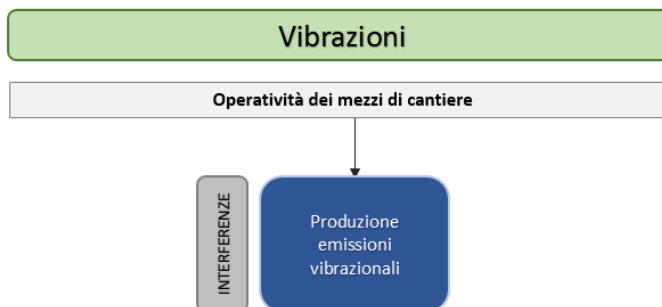 Vibrazioni
Operatività dei mezzi di cantiere
INTERFERENZE
Produzione
emissioni
vibrazionali